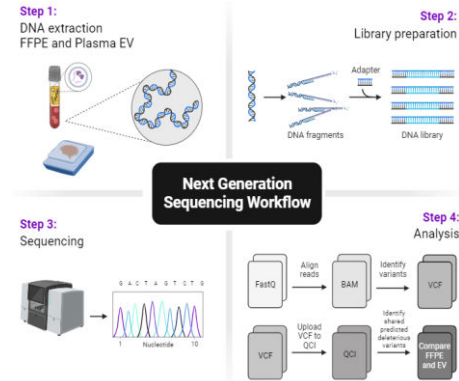 Step 1:
DNA extraction
FFPE and Plasma EV
Step 2:
Library preparation
Adapter
DNA fragments
DNA library
Next Generation
Sequencing Workflow
Step 3:
Sequencing
G A C T A G T C T G
1
Nucleotide
10
Step 4:
Analysis
FastQ
Align
reads
BAM
Identify
variants
VCF
VCF
Upload
VCF to
QCI
QCI
Identify
shared
predicted
deleterious
variants
Compare
FFPE
and EV